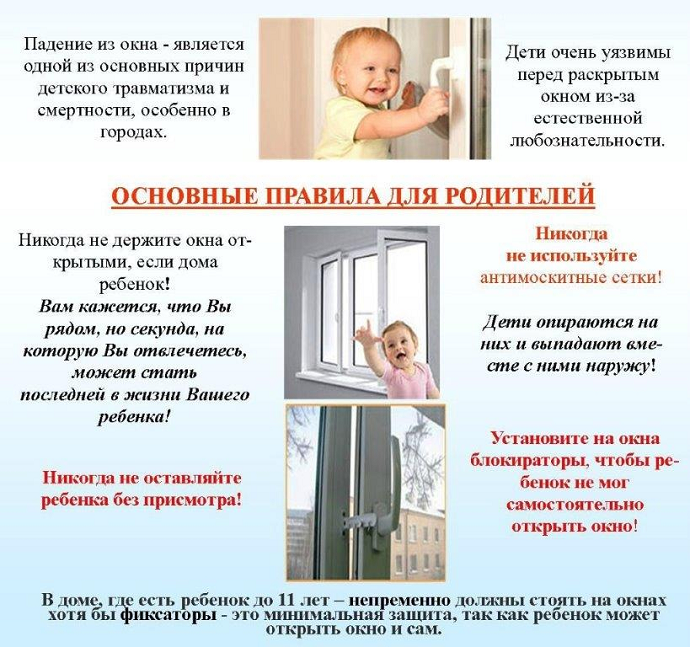 Падение из окна - является
одной из основных причин
детского травматизма и
смертности, особенно в
городах.
Дети очень уязвимы
перед раскрытым
окном из-за
естественной
любознательности.
ОСНОВНЫЕ ПРАВИЛА ДЛЯ РОДИТЕЛЕЙ
Никогда не держите окна от-
крытыми, если дома
ребенок!
Вам кажется, что Вы
рядом, но секунда, на
которую Вы отвлечетесь,
может стать
последней в жизни Вашего
ребенка!
Никогда не оставляйте
ребенка без присмотра!
Никогда
не используйте
антимоскитные сетки!
Дети опираются на
них и выпадают вме-
сте с ними наружу!
Установите на окна
блокираторы, чтобы ре-
бенок не мог
самостоятельно
открыть окно!
В доме, где есть ребенок до 11 лет – непременно должны стоять на окнах
хотя бы фиксаторы - это минимальная защита, так как ребенок может
открыть окно и сам.